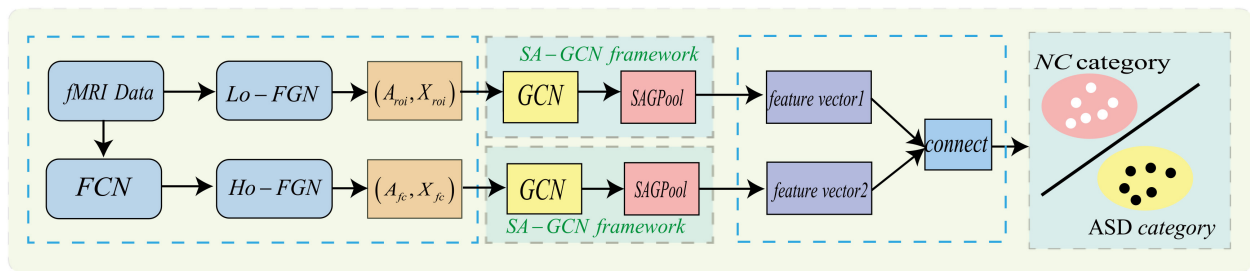 fMRI Data
Lo-FGN
(A_roi, X_roi)
SA-GCN framework
GCN
SAGPool
feature vector1
FCN
Ho-FGN
(A_fc, X_fc)
GCN
SAGPool
SA-GCN framework
feature vector2
connect
NC category
ASD category